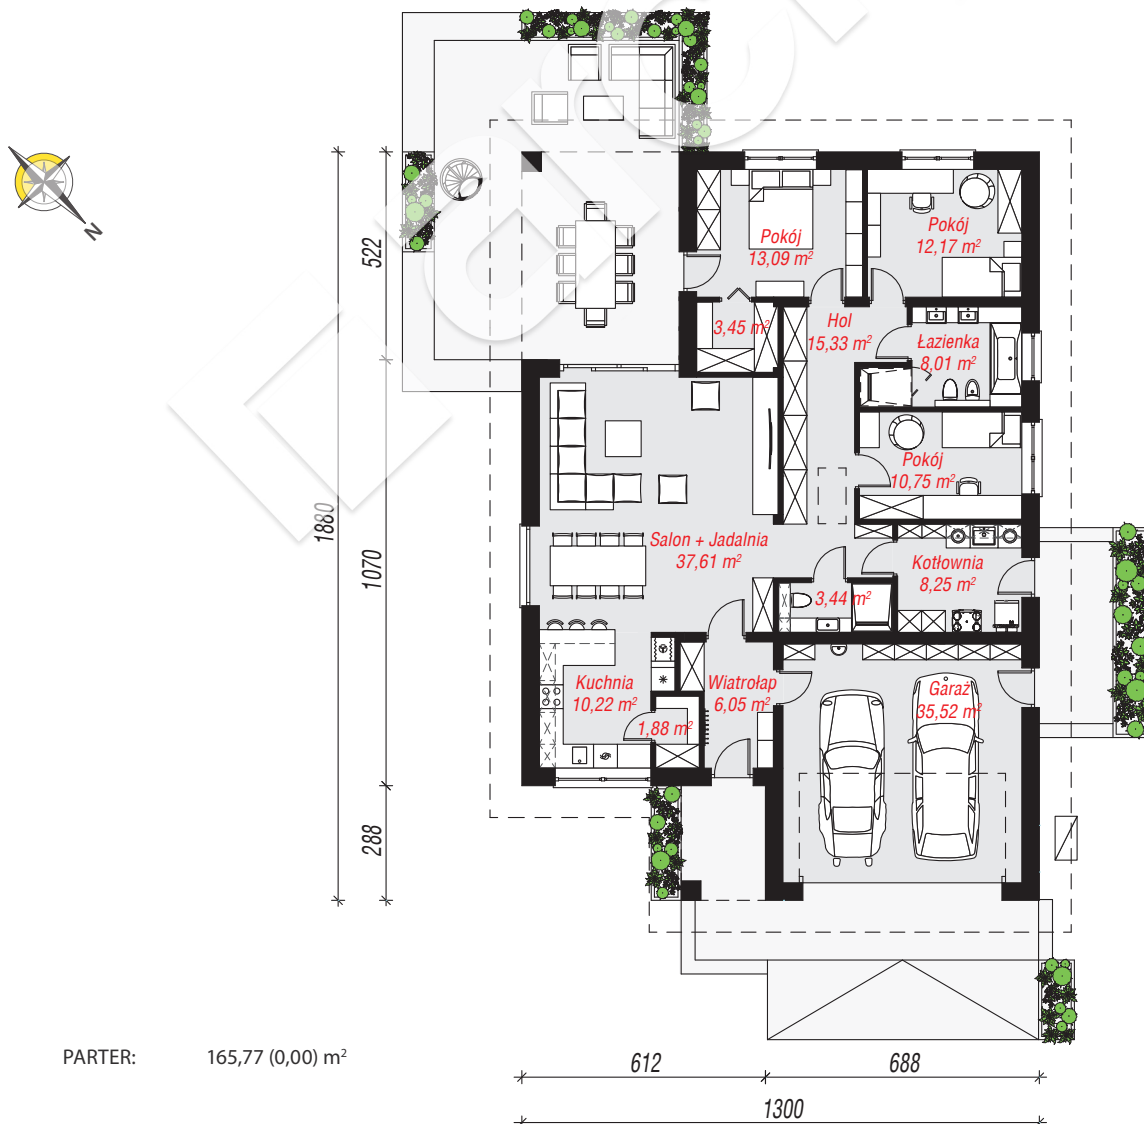 N
Pokój
13,09 m²
Pokój
12,17 m²
3,45 m²
Hol
15,33 m²
Łazienka
8,01 m²
Pokój
10,75 m²
Salon + Jadalnia
37,61 m²
Kotłownia
8,25 m²
3,44 m²
Kuchnia
10,22 m²
1,88 m²
Wiatrołap
6,05 m²
Garaż
35,52 m²
522
1880
1070
288
PARTER: 165,77 (0,00) m²
612
688
1300